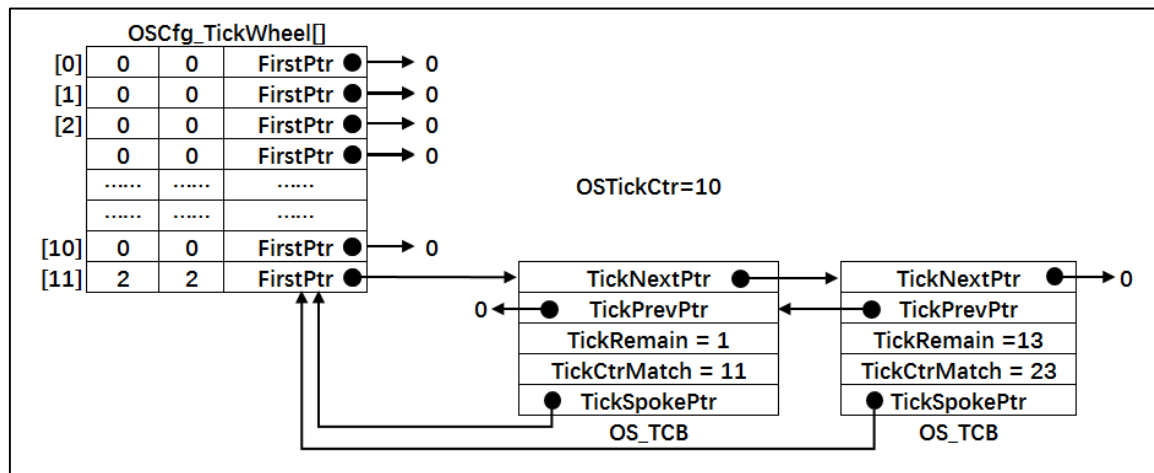 OSCfg_TickWheel[]
[0] 0 0 FirstPtr 0
[1] 0 0 FirstPtr 0
[2] 0 0 FirstPtr 0
0 0 FirstPtr 0
...... ...... ......
OSTickCtr=10
...... ...... ......
[10] 0 0 FirstPtr 0
[11] 2 2 FirstPtr TickNextPtr TickNextPtr 0
0 TickPrevPtr TickPrevPtr
TickRemain = 1 TickRemain =13
TickCtrMatch = 11 TickCtrMatch = 23
TickSpokePtr TickSpokePtr
OS_TCB OS_TCB